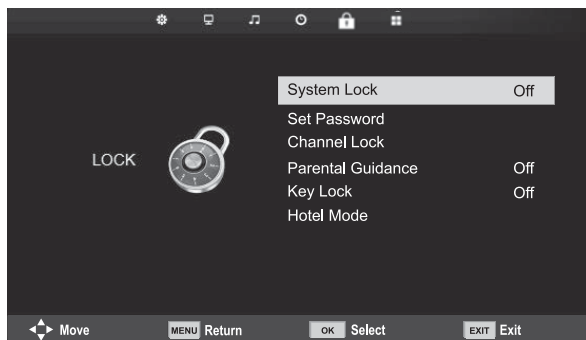 System Lock Off
Set Password
Channel Lock
LOCK
Parental Guidance Off
Key Lock Off
Hotel Mode
Move MENU Return OK Select EXIT Exit